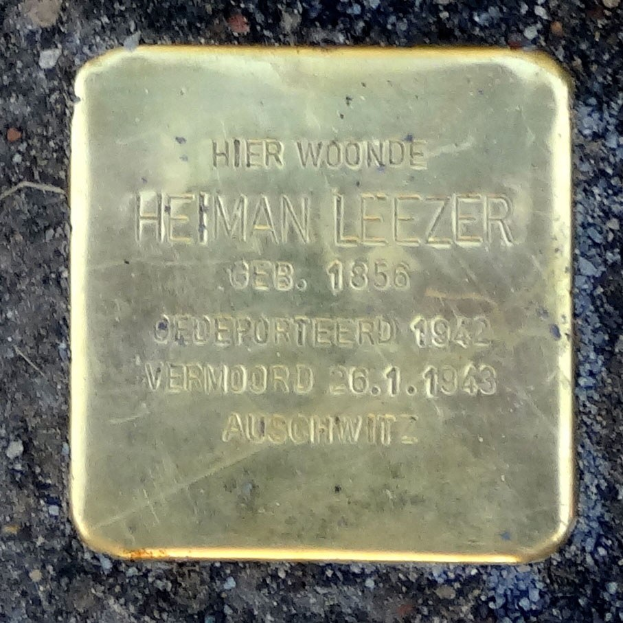 HIER WOONDE
HEIMAN LEEZER
GEB. 1856
GEDEPORTEERD 1942
VERMOORD 26.1.1943
AUSCHWITZ